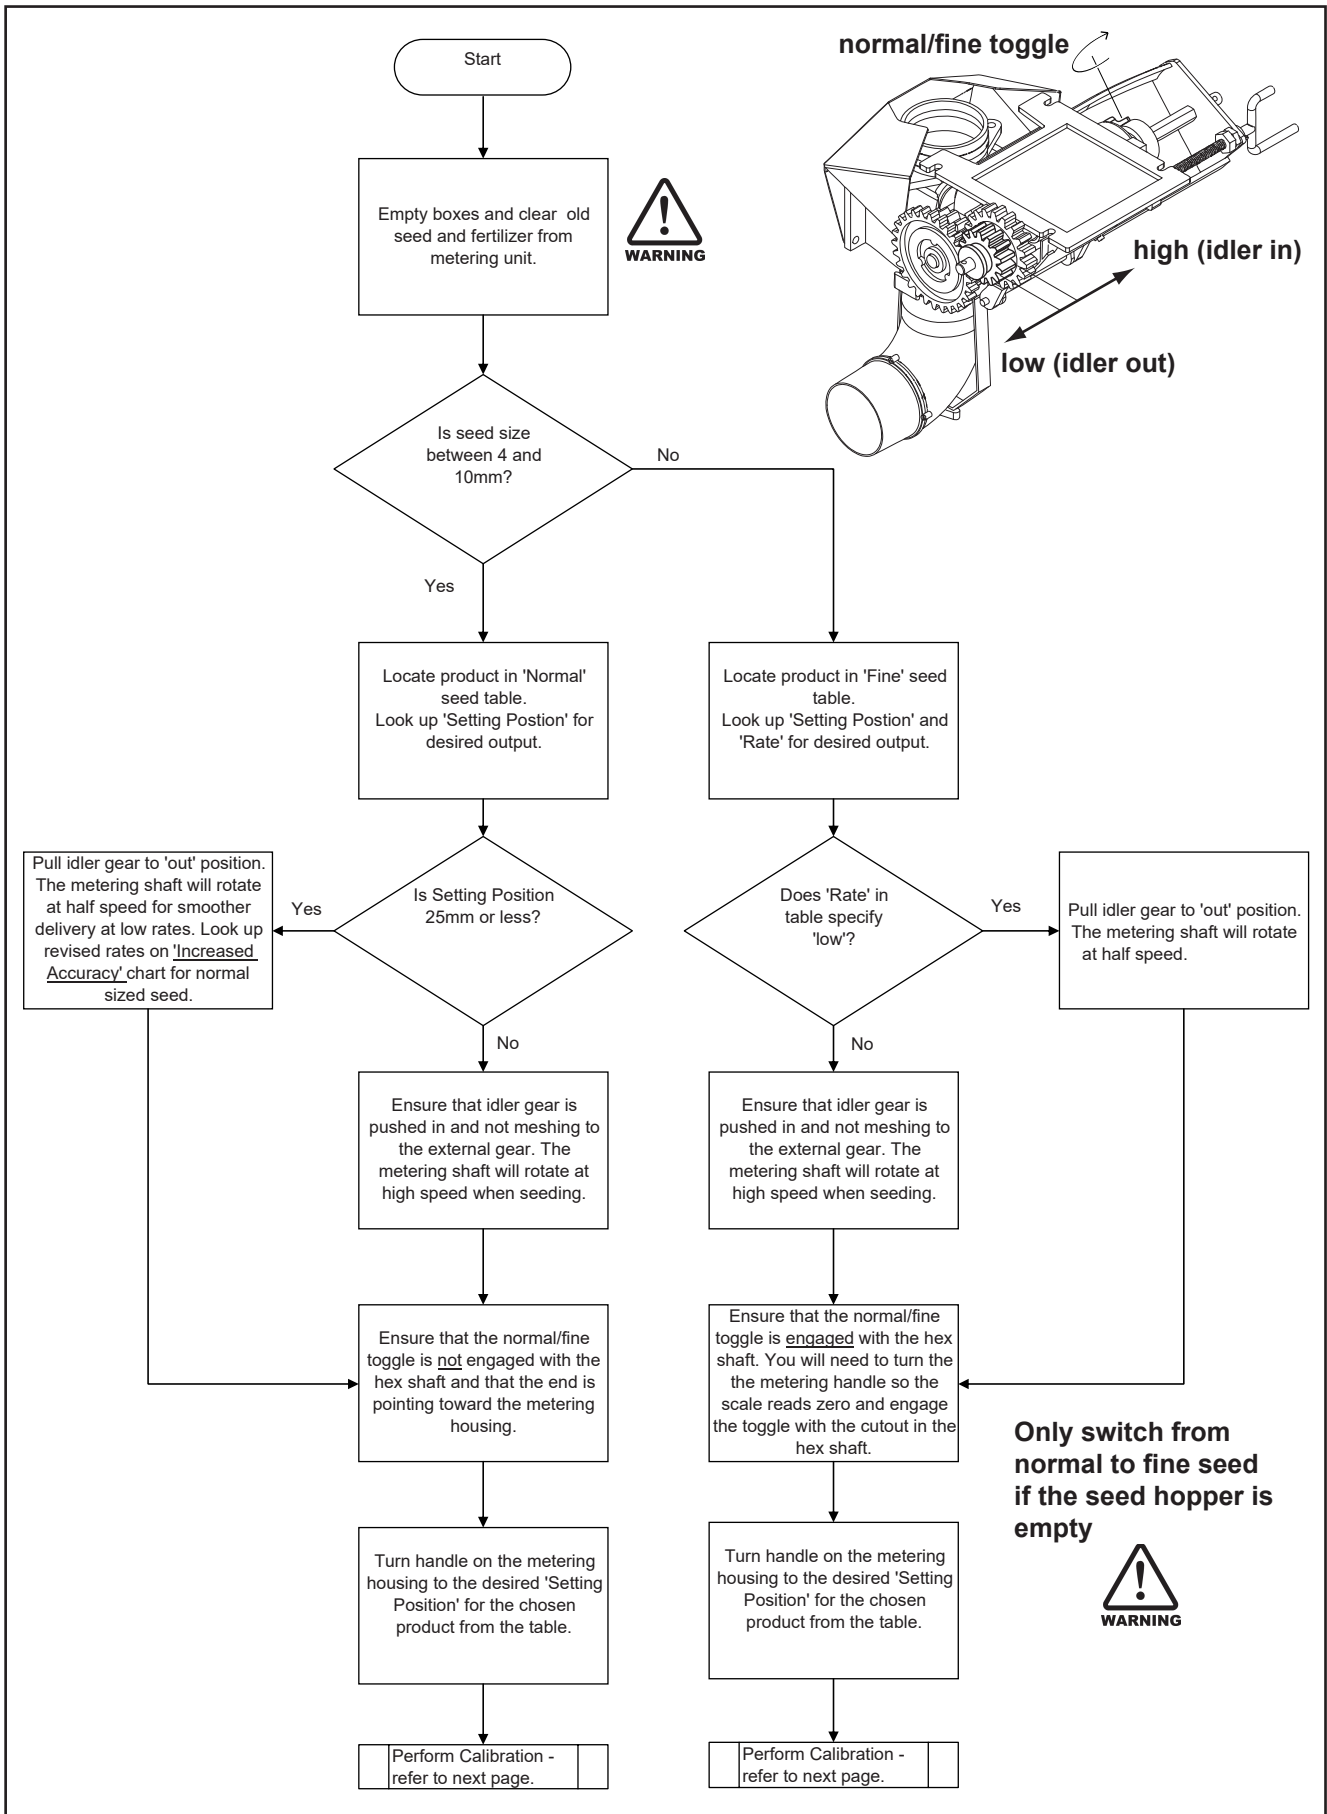 normal/fine toggle
high (idler in)
low (idler out)
Start
Empty boxes and clear old
seed and fertilizer from
metering unit.
WARNING
Is seed size
between 4 and
10mm?
No
Yes
Locate product in 'Normal'
seed table.
Look up 'Setting Postion' for
desired output.
Locate product in 'Fine' seed
table.
Look up 'Setting Postion' and
'Rate' for desired output.
Pull idler gear to 'out' position.
The metering shaft will rotate
at half speed for smoother
delivery at low rates. Look up
revised rates on 'Increased
Accuracy' chart for normal
sized seed.
Yes
Is Setting Position
25mm or less?
No
Does 'Rate' in
table specify
'low'?
Yes
No
Pull idler gear to 'out' position.
The metering shaft will rotate
at half speed.
Ensure that idler gear is
pushed in and not meshing to
the external gear. The
metering shaft will rotate at
high speed when seeding.
Ensure that idler gear is
pushed in and not meshing to
the external gear. The
metering shaft will rotate at
high speed when seeding.
Ensure that the normal/fine
toggle is not engaged with the
hex shaft and that the end is
pointing toward the metering
housing.
Ensure that the normal/fine
toggle is engaged with the hex
shaft. You will need to turn the
the metering handle so the
scale reads zero and engage
the toggle with the cutout in the
hex shaft.
Only switch from
normal to fine seed
if the seed hopper is
empty
WARNING
Turn handle on the metering
housing to the desired 'Setting
Position' for the chosen
product from the table.
Turn handle on the metering
housing to the desired 'Setting
Position' for the chosen
product from the table.
Perform Calibration -
refer to next page.
Perform Calibration -
refer to next page.